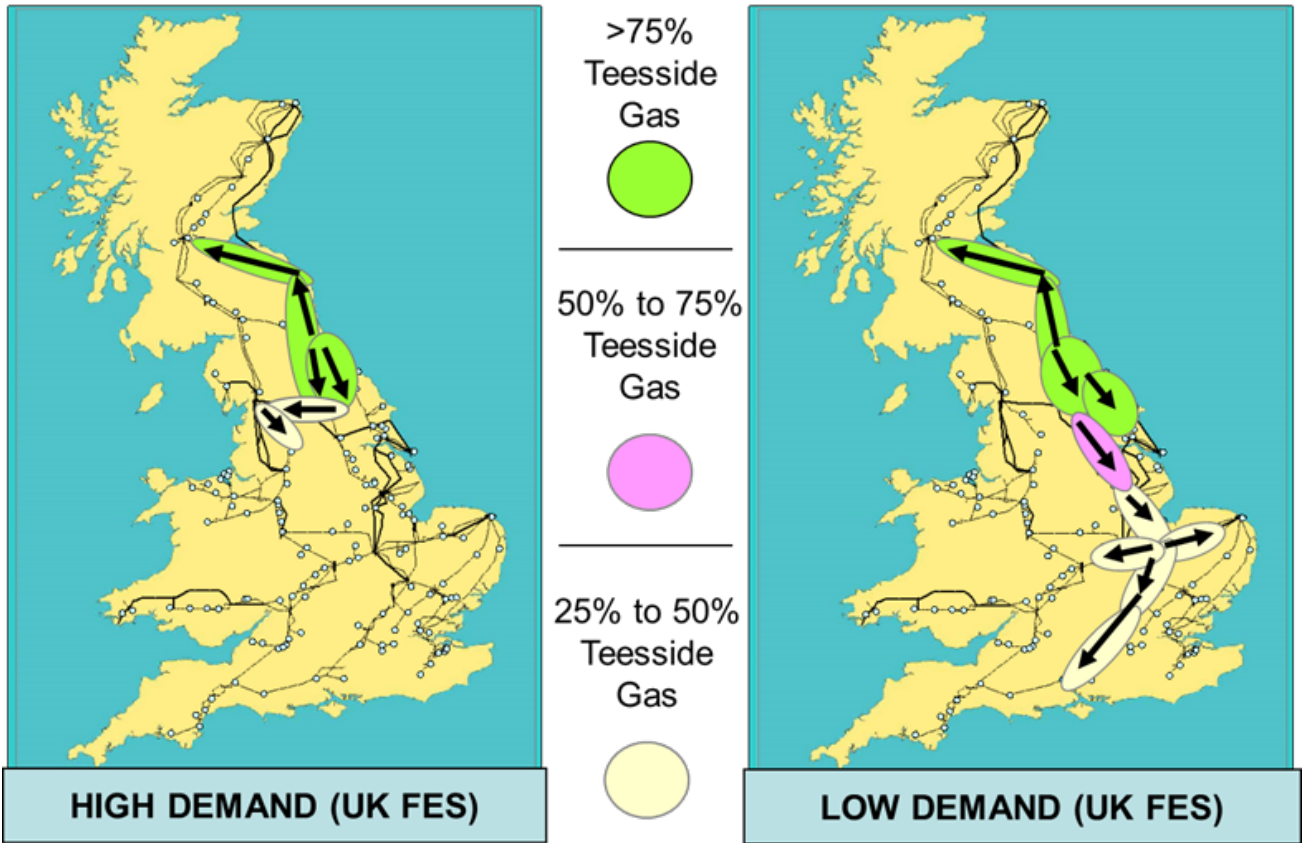 >75%
Teesside
Gas
50% to 75%
Teesside
Gas
25% to 50%
Teesside
Gas
HIGH DEMAND (UK FES)
LOW DEMAND (UK FES)